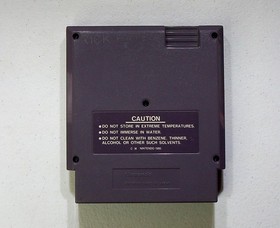 CAUTION
•DO NOT STORE IN EXTREME TEMPERATURES.
•DO NOT IMMERSE IN WATER.
•DO NOT CLEAN WITH BENZENE, THINNER,
ALCOHOL OR OTHER SUCH SOLVENTS.
NINTENDO